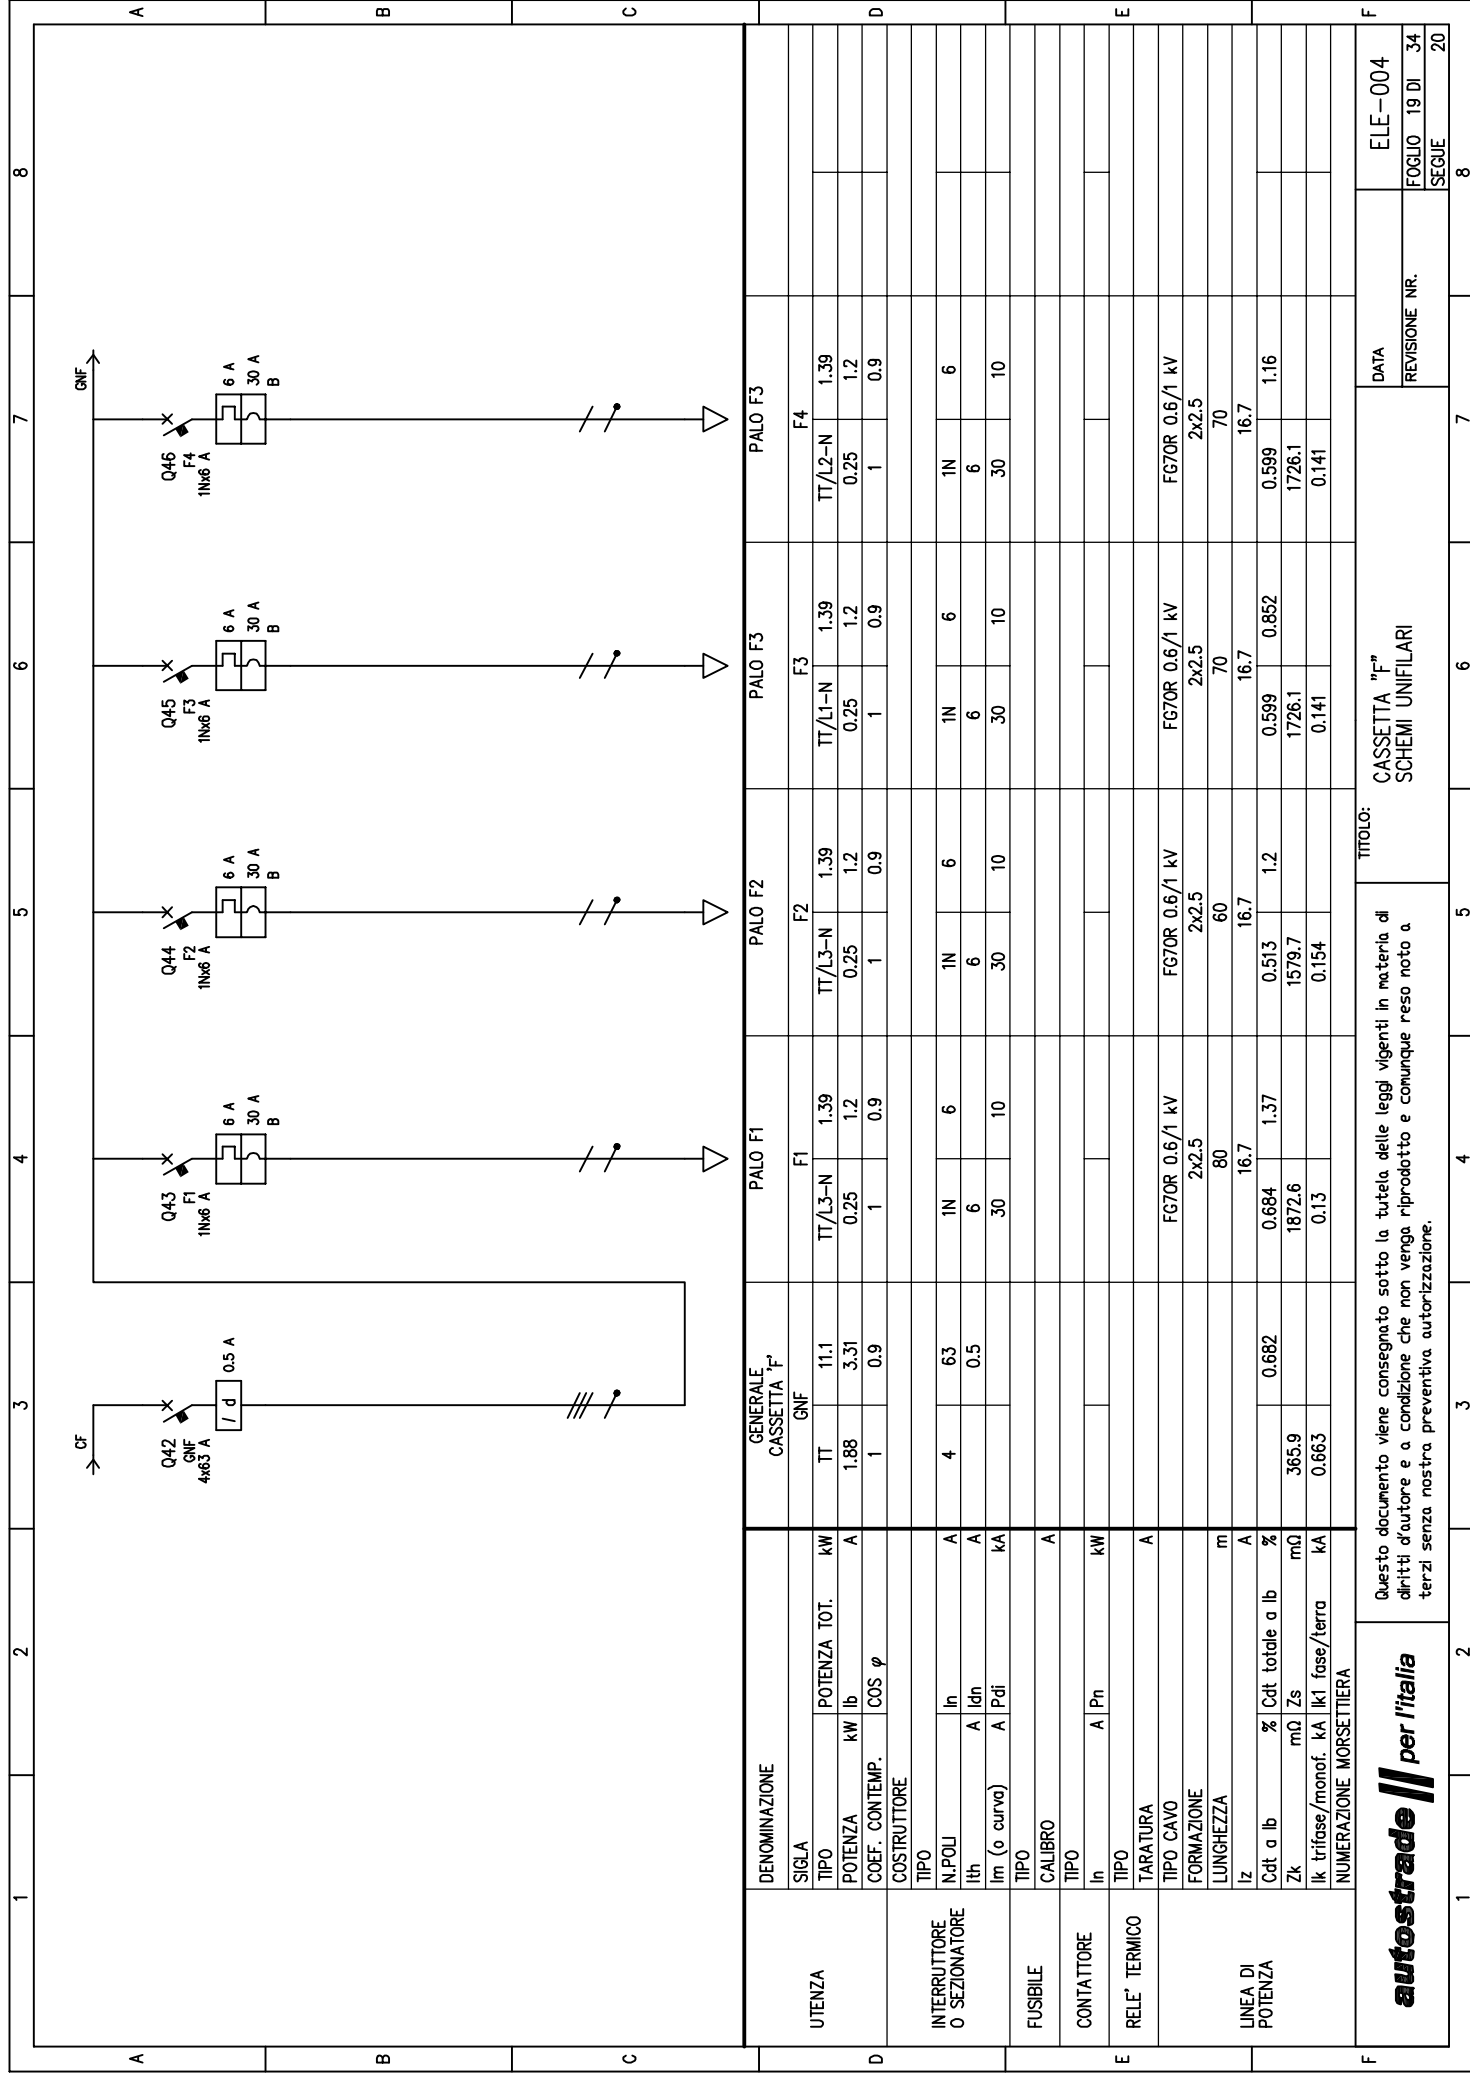 1 2 3 4 5 6 7 8
A
B
C
D
E
F
CF
Q42
GNF
4x63 A
I d
0.5 A
Q43
F1
1Nx6 A
6 A
30 A
B
Q44
F2
1Nx6 A
6 A
30 A
B
Q45
F3
1Nx6 A
6 A
30 A
B
Q46
F4
1Nx6 A
6 A
30 A
B
GNF
UTENZA
DENOMINAZIONE GENERALE CASSETTA 'F' PALO F1 PALO F2 PALO F3 PALO F3
SIGLA GNF F1 F2 F3 F4
TIPO POTENZA TOT. kW TT 11.1 TT/L3-N 1.39 TT/L3-N 1.39 TT/L1-N 1.39 TT/L2-N 1.39
POTENZA kW Ib A 1.88 3.31 0.25 1.2 0.25 1.2 0.25 1.2 0.25 1.2
COEF. CONTEMP. COS φ 1 0.9 1 0.9 1 0.9 1 0.9 1 0.9
INTERRUTTORE
O SEZIONATORE
COSTRUTTORE
TIPO
N.POLI In A 4 63 1N 6 1N 6 1N 6 1N 6
Ith A Idn A 0.5 6 6 6 6
Im (o curva) A Pdi kA 30 10 30 10 30 10 30 10
FUSIBILE
TIPO
CALIBRO A
CONTATTORE
TIPO
In A Pn kW
RELE' TERMICO
TIPO
TARATURA A
LINEA DI
POTENZA
TIPO CAVO FG7OR 0.6/1 kV FG7OR 0.6/1 kV FG7OR 0.6/1 kV FG7OR 0.6/1 kV
FORMAZIONE 2x2.5 2x2.5 2x2.5 2x2.5
LUNGHEZZA m 80 60 70 70
Iz A 16.7 16.7 16.7 16.7
Cdt a Ib % Cdt totale a Ib % 0.682 0.684 1.37 0.513 1.2 0.599 0.852 0.599 1.16
Zk mΩ Zs mΩ 365.9 1872.6 1579.7 1726.1 1726.1
Ik trifase/monof. kA Ik1 fase/terra kA 0.663 0.13 0.154 0.141 0.141
NUMERAZIONE MORSETTIERA
autostrade per l'italia
Questo documento viene consegnato sotto la tutela delle leggi vigenti in materia di
diritti d'autore e a condizione che non venga riprodotto e comunque reso noto a
terzi senza nostra preventiva autorizzazione.
TITOLO:
CASSETTA "F"
SCHEMI UNIFILARI
DATA
REVISIONE NR.
ELE-004
FOGLIO 19 DI 34
SEGUE 20
A
B
C
D
E
F
1 2 3 4 5 6 7 8